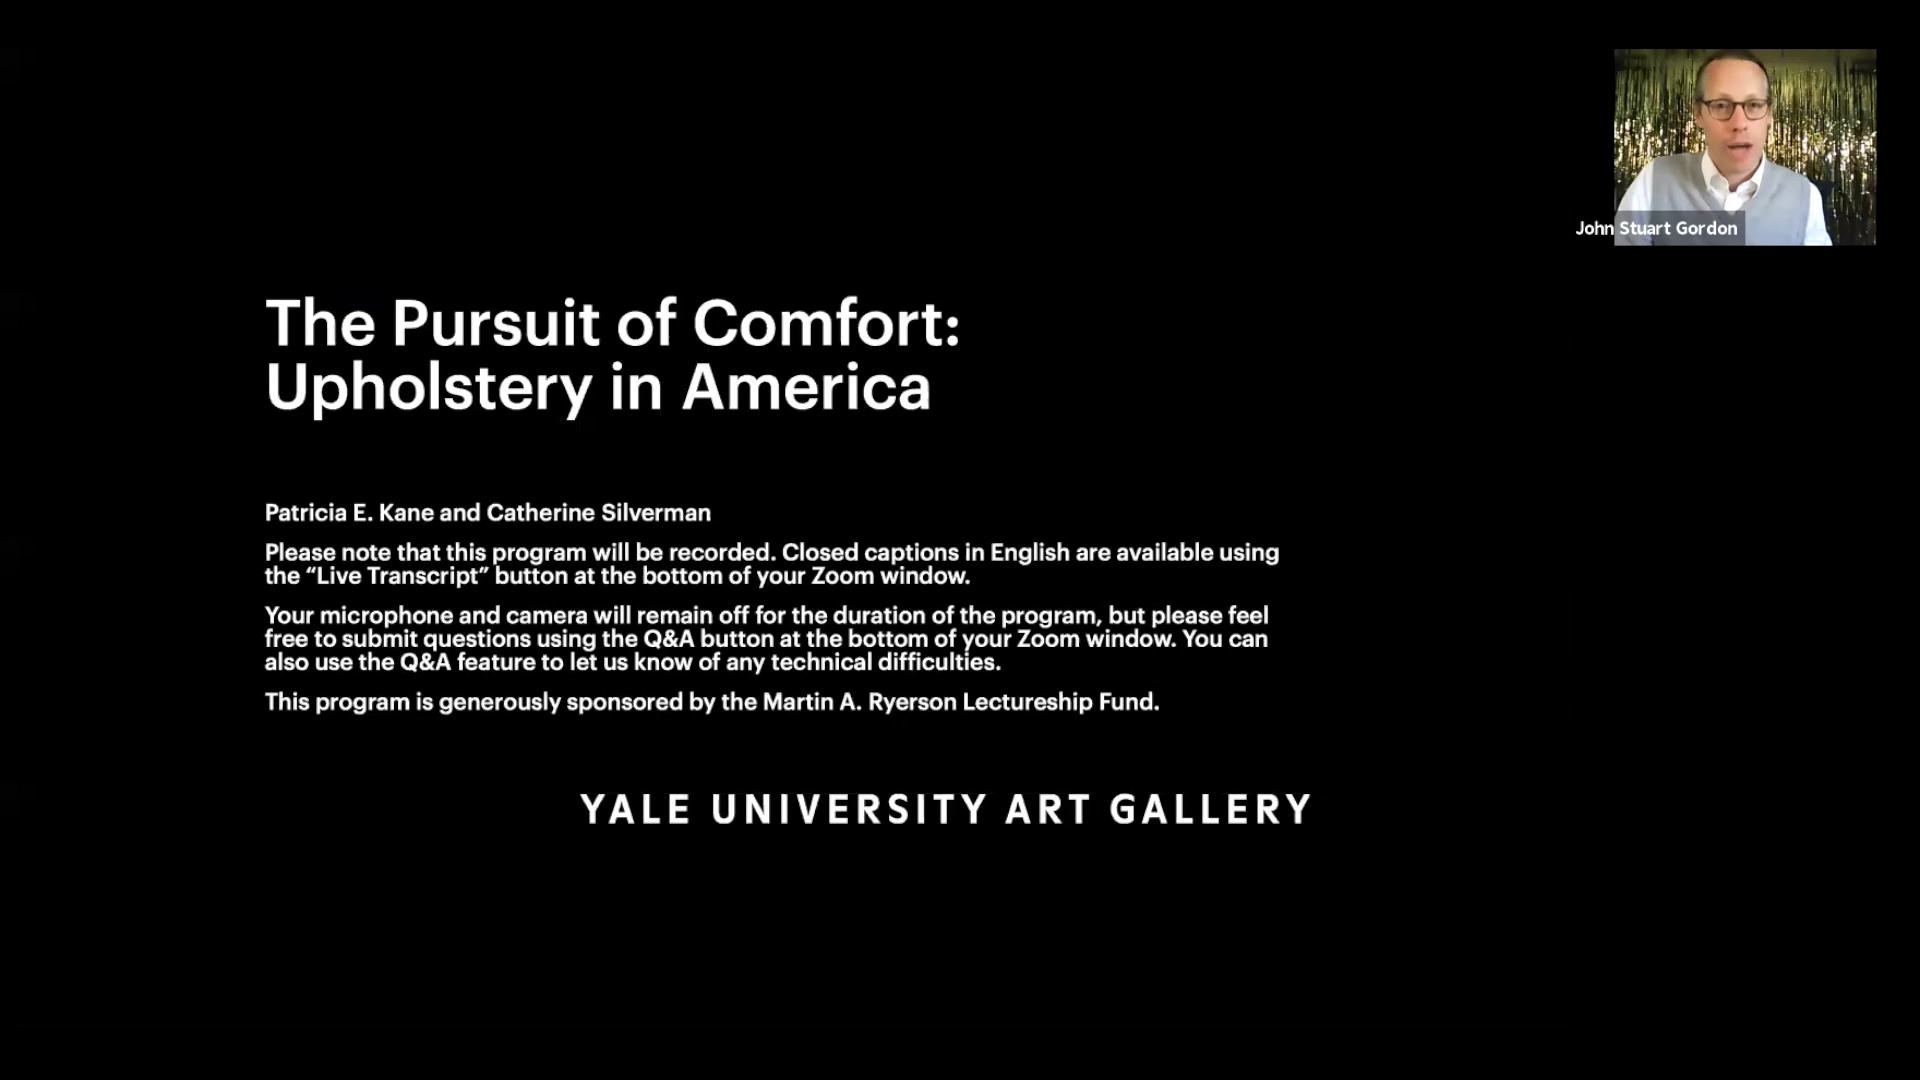 John Stuart Gordon
The Pursuit of Comfort:
Upholstery in America
Patricia E. Kane and Catherine Silverman
Please note that this program will be recorded. Closed captions in English are available using
the “Live Transcript” button at the bottom of your Zoom window.
Your microphone and camera will remain off for the duration of the program, but please feel
free to submit questions using the Q&A button at the bottom of your Zoom window. You can
also use the Q&A feature to let us know of any technical difficulties.
This program is generously sponsored by the Martin A. Ryerson Lectureship Fund.
YALE UNIVERSITY ART GALLERY